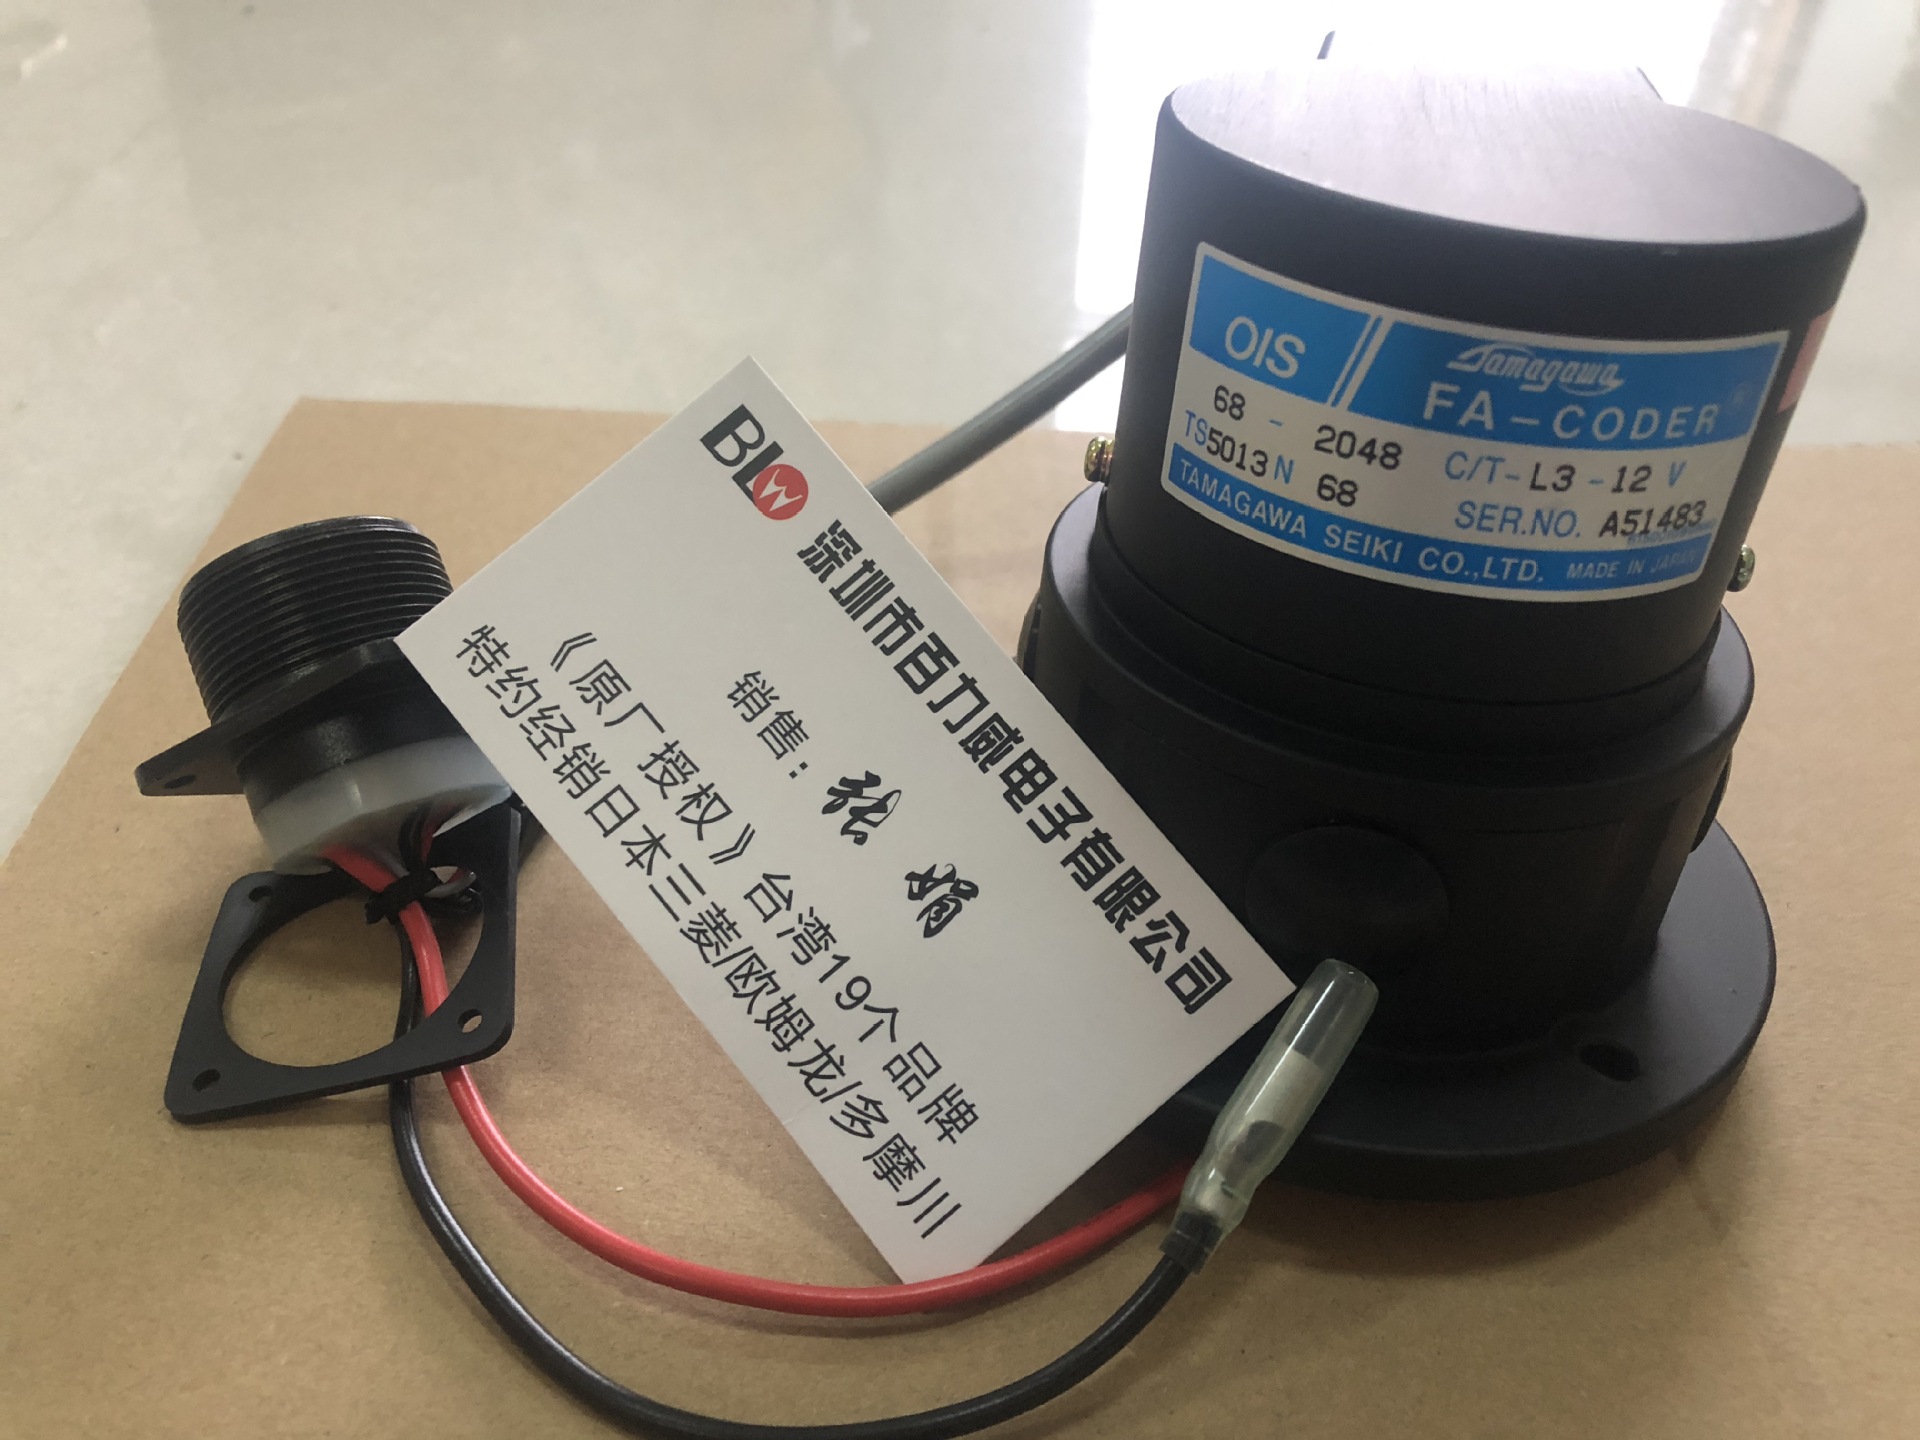 BLW
深圳市百力威电子有限公司
销售：张 娟
《原厂授权》台湾19个品牌
特约经销日本三菱/欧姆龙/多摩川
OIS
Tamagawa
FA-CODER
68 - 2048 C/T-L3-12 V
TS5013N 68 SER.NO. A51483
TAMAGAWA SEIKI CO.,LTD. MADE IN JAPAN